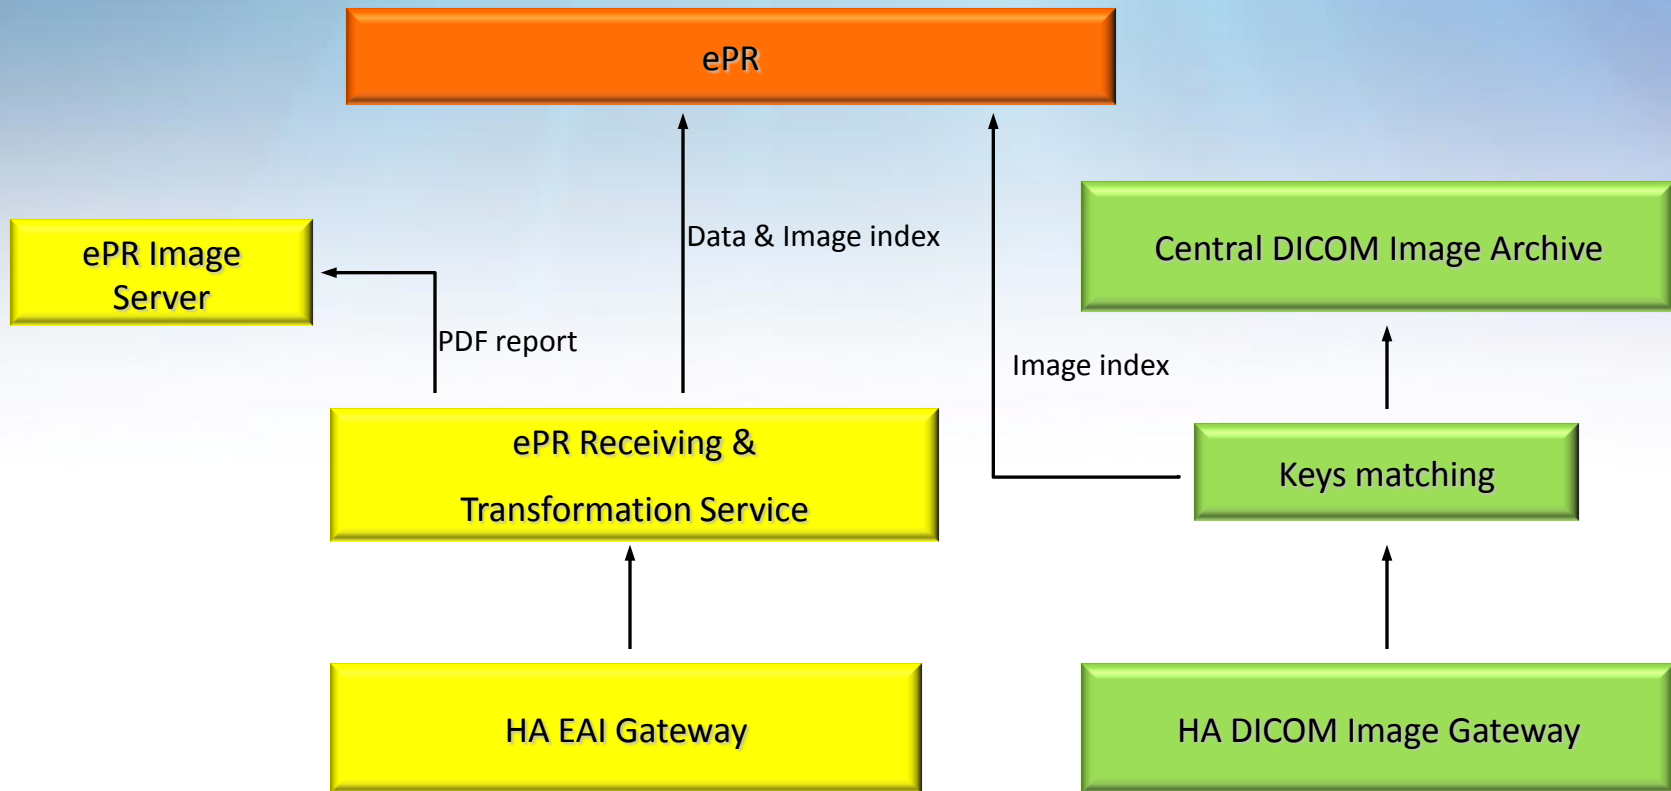 ePR
ePR Image
Server
Data & Image index
Central DICOM Image Archive
PDF report
Image index
ePR Receiving &
Transformation Service
Keys matching
HA EAI Gateway
HA DICOM Image Gateway